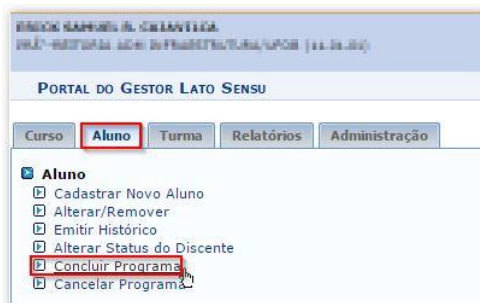 PORTAL DO GESTOR LATO SENSU
Curso Aluno Turma Relatórios Administração
Aluno
Cadastrar Novo Aluno
Alterar/Remover
Emitir Histórico
Alterar Status do Discente
Concluir Programa
Cancelar Programa